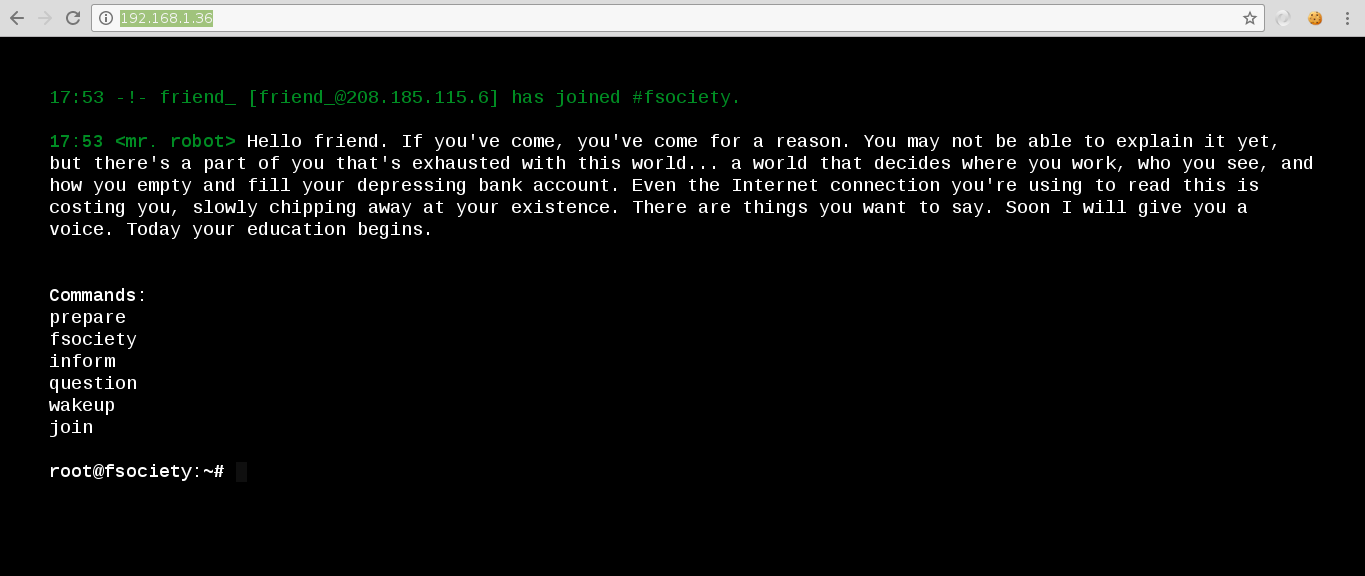 192.168.1.36
17:53 -!- friend_ [friend_@208.185.115.6] has joined #fsociety.
17:53 <mr. robot> Hello friend. If you've come, you've come for a reason. You may not be able to explain it yet,
but there's a part of you that's exhausted with this world... a world that decides where you work, who you see, and
how you empty and fill your depressing bank account. Even the Internet connection you're using to read this is
costing you, slowly chipping away at your existence. There are things you want to say. Soon I will give you a
voice. Today your education begins.
Commands:
prepare
fsociety
inform
question
wakeup
join
root@fsociety:~#